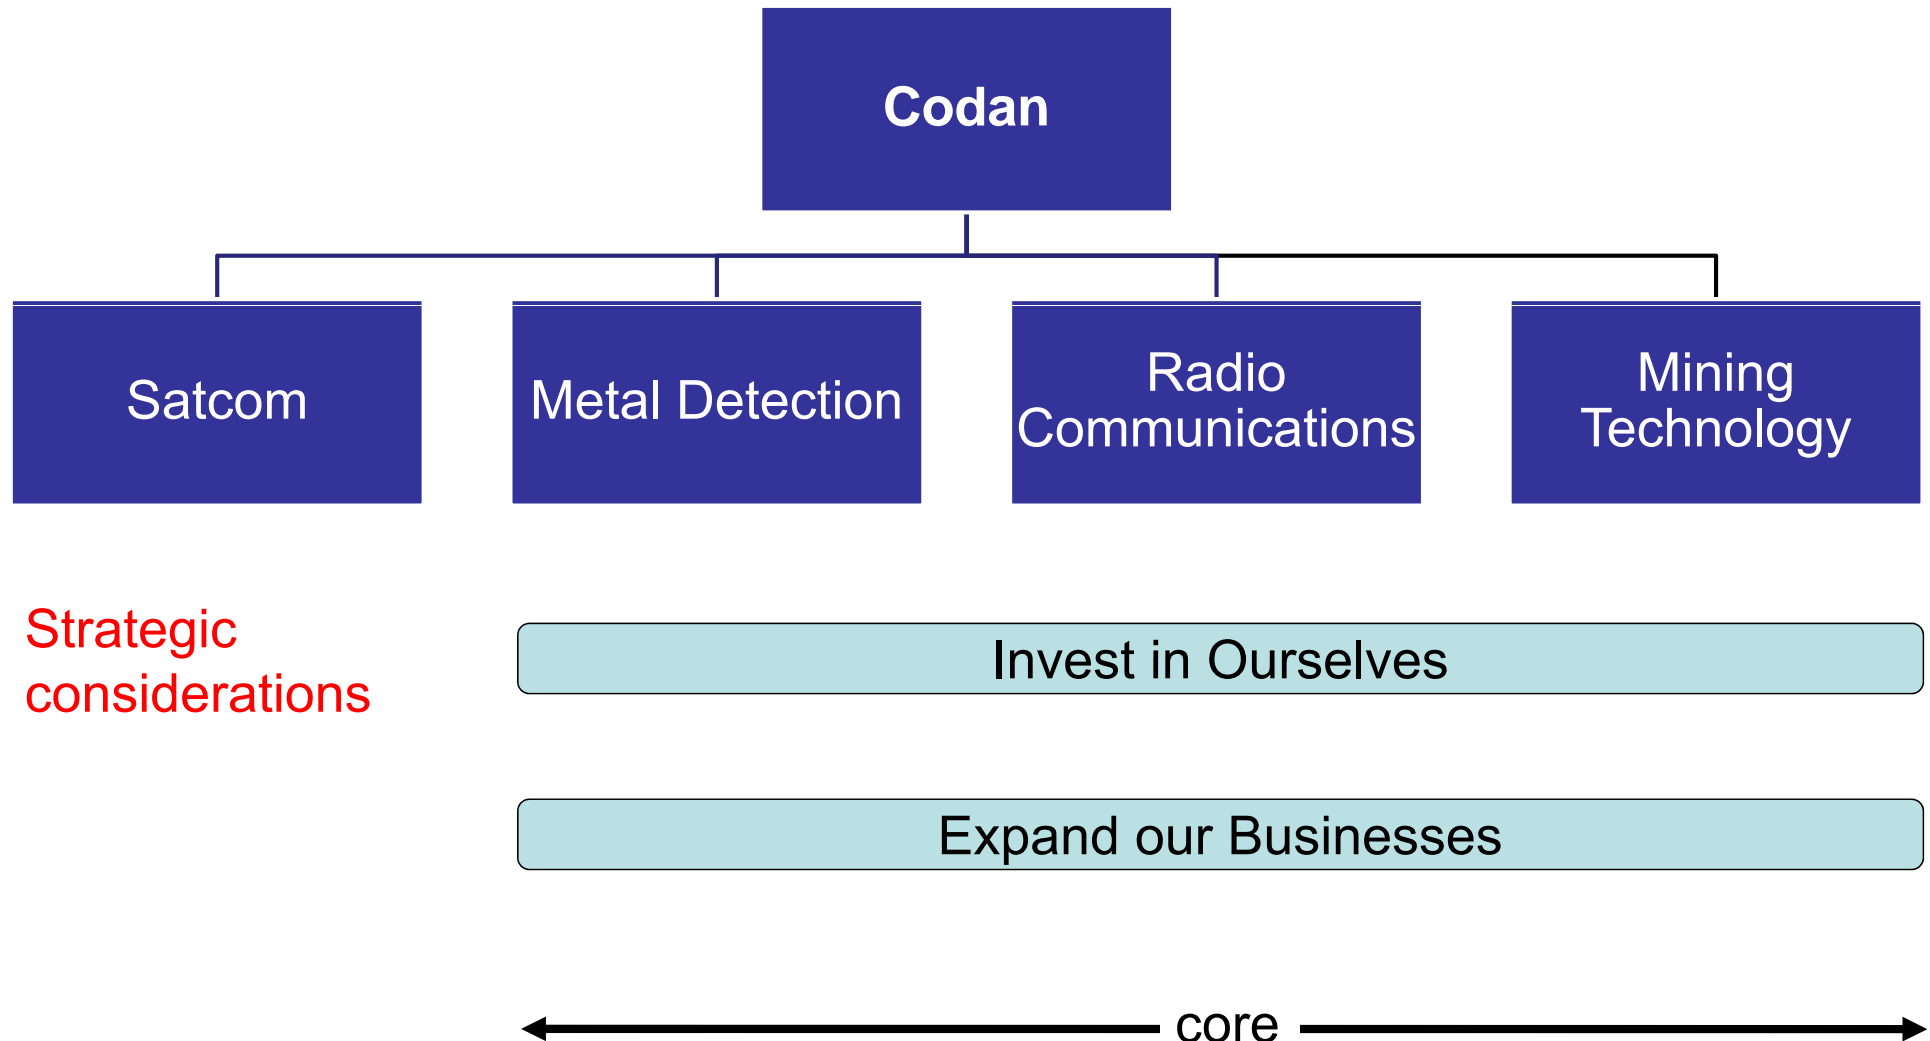 Codan
Satcom
Metal Detection
Radio
Communications
Mining
Technology
Strategic
considerations
Invest in Ourselves
Expand our Businesses
core